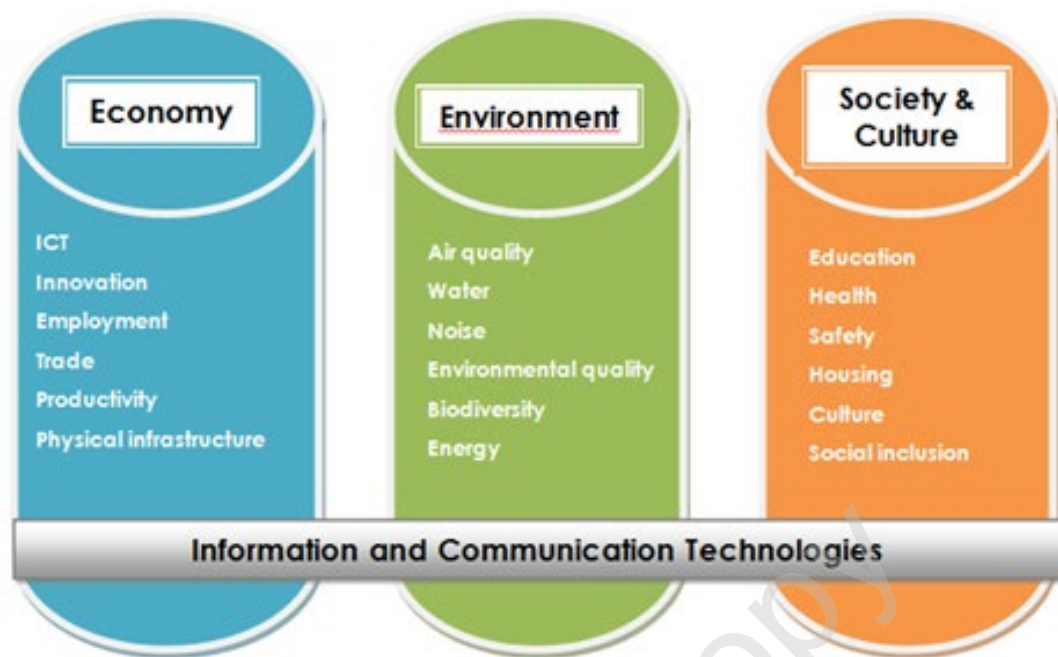 Economy
ICT
Innovation
Employment
Trade
Productivity
Physical infrastructure
Environment
Air quality
Water
Noise
Environmental quality
Biodiversity
Energy
Society &
Culture
Education
Health
Safety
Housing
Culture
Social inclusion
Information and Communication Technologies